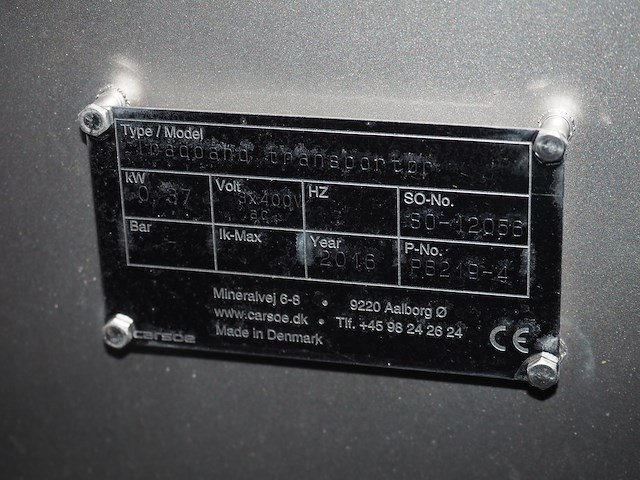 Type / Model
Trådbånd transportør
kW
0,37
Volt
3x400V
HZ
SO-No.
SO-12056
Bar
-
Ik-Max
Year
2016
P-No.
P8219-4
Mineralvej 6-8 • 9220 Aalborg Ø
www.carsoe.dk • Tlf. +45 98 24 26 24
Made in Denmark
carsoe
CE